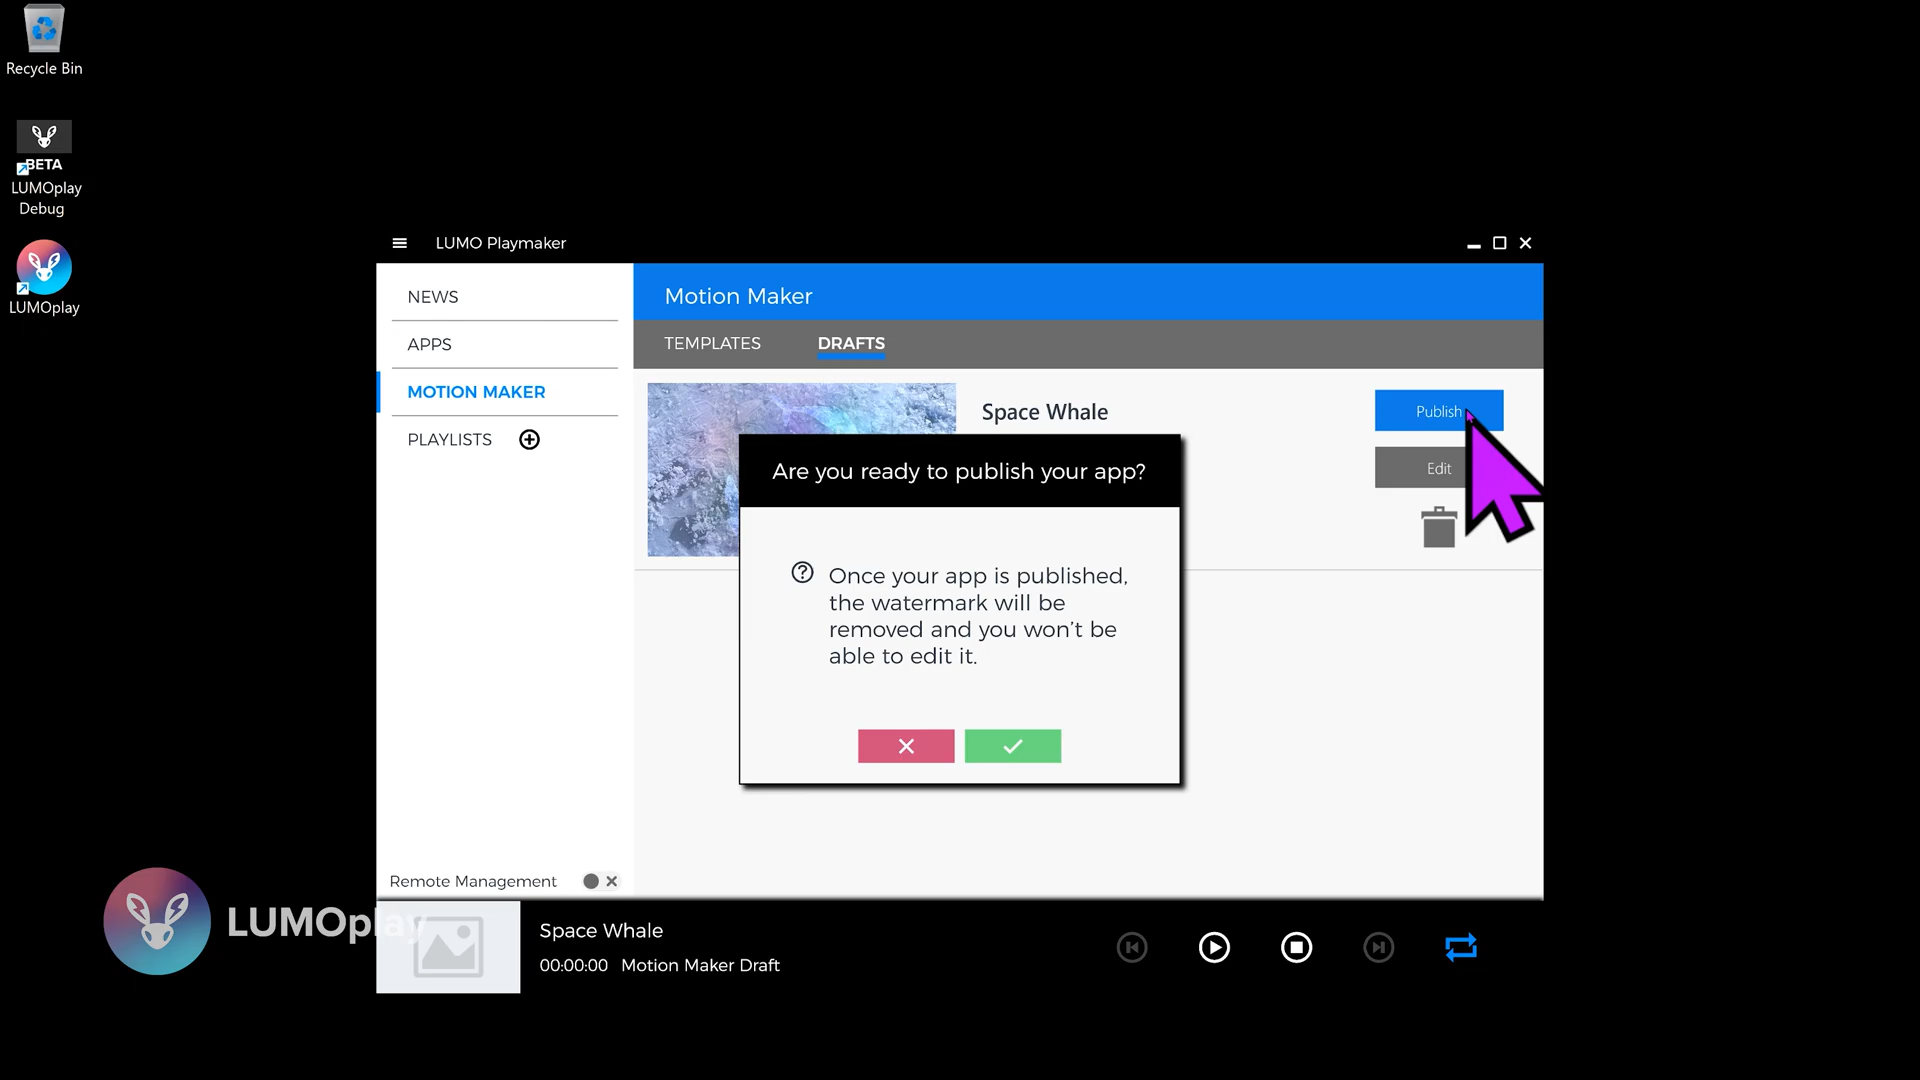 Recycle Bin
BETA
LUMOplay
Debug
LUMOplay
LUMO Playmaker
NEWS
APPS
MOTION MAKER
PLAYLISTS
Remote Management
Motion Maker
TEMPLATES
DRAFTS
Space Whale
Publish
Edit
Are you ready to publish your app?
Once your app is published,
the watermark will be
removed and you won’t be
able to edit it.
LUMOplay
Space Whale
00:00:00 Motion Maker Draft